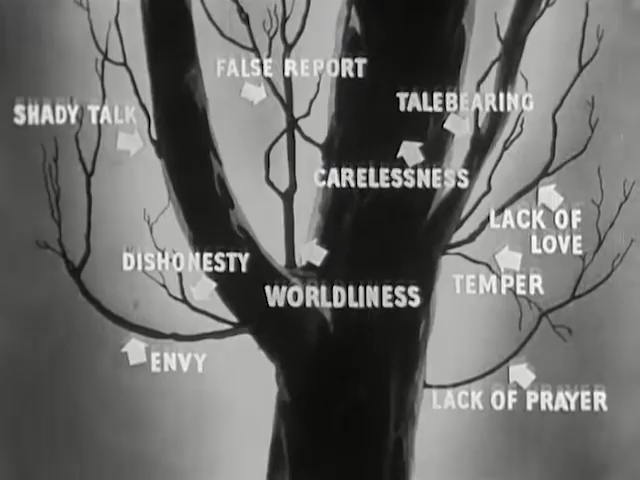 FALSE REPORT
TALEBEARING
SHADY TALK
CARELESSNESS
LACK OF
LOVE
DISHONESTY
TEMPER
WORLDLINESS
ENVY
LACK OF PRAYER